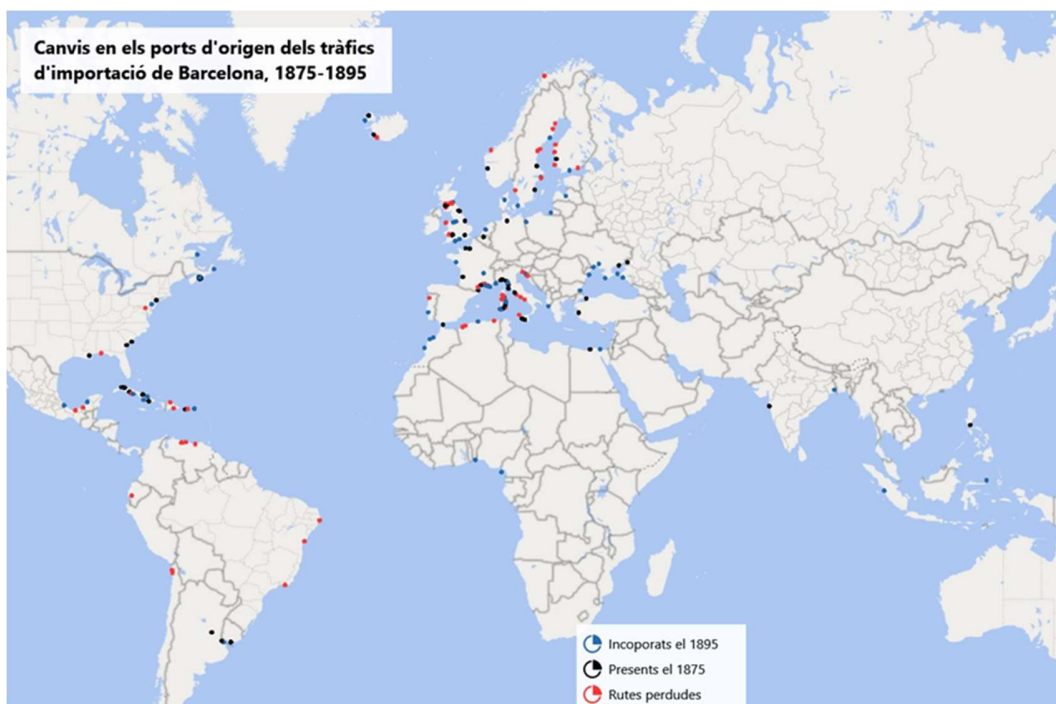 Canvis en els ports d'origen dels tràfics
d'importació de Barcelona, 1875-1895
Incoporats el 1895
Presents el 1875
Rutes perdudes